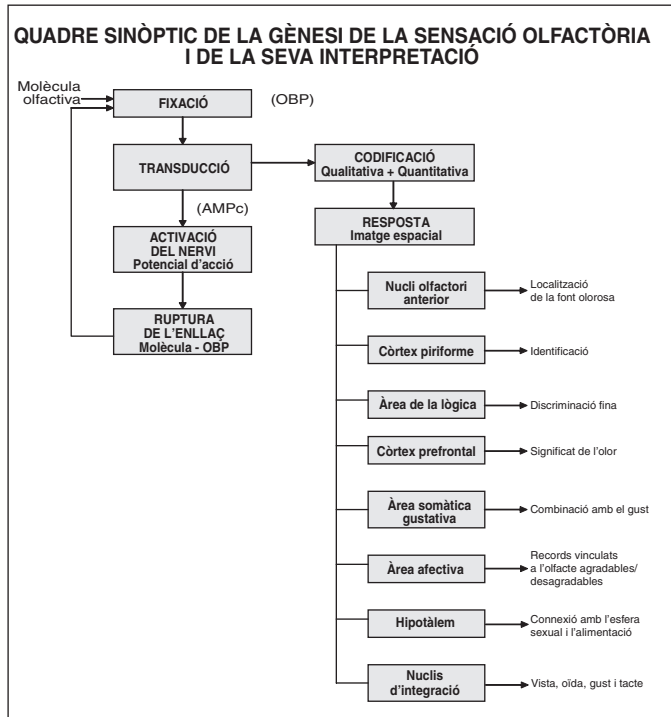 QUADRE SINÒPTIC DE LA GÈNESI DE LA SENSACIÓ OLFACTÒRIA
I DE LA SEVA INTERPRETACIÓ
Molècula
olfactiva
FIXACIÓ
(OBP)
TRANSDUCCIÓ
CODIFICACIÓ
Qualitativa + Quantitativa
(AMPc)
RESPOSTA
Imatge espacial
ACTIVACIÓ
DEL NERVI
Potencial d'acció
RUPTURA
DE L'ENLLAÇ
Molècula - OBP
Nucli olfactori
anterior
Localització
de la font olorosa
Còrtex piriforme
Identificació
Àrea de la lògica
Discriminació fina
Còrtex prefrontal
Significat de l'olor
Àrea somàtica
gustativa
Combinació amb el gust
Àrea afectiva
Records vinculats
a l'olfacte agradables/
desagradables
Hipotàlem
Connexió amb l'esfera
sexual i l'alimentació
Nuclis
d'integració
Vista, oïda, gust i tacte